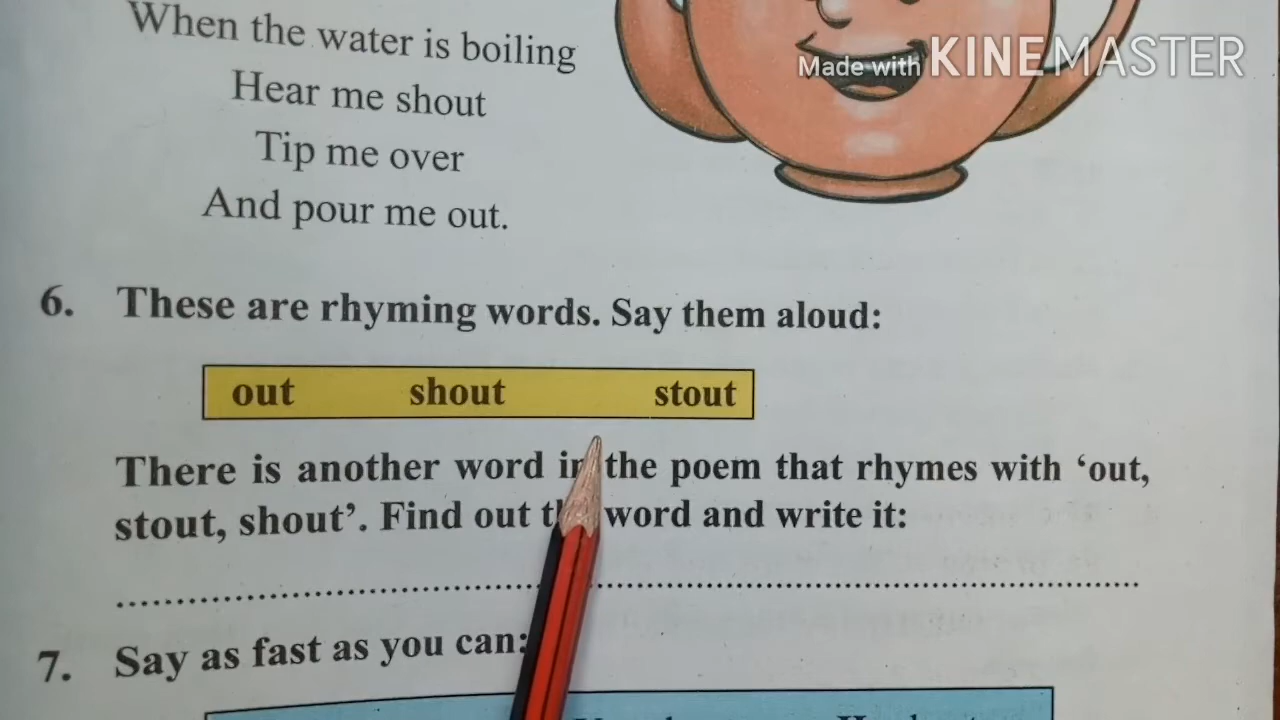 When the water is boiling
Hear me shout
Tip me over
And pour me out.
Made with KINEMASTER
6. These are rhyming words. Say them aloud:
out shout stout
There is another word in the poem that rhymes with ‘out,
stout, shout’. Find out the word and write it:
7. Say as fast as you can: